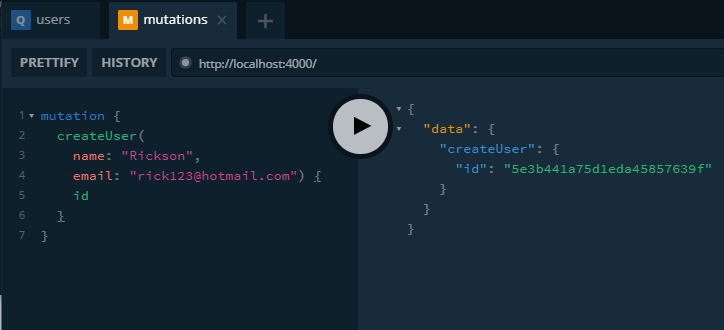 Q users M mutations × +
PRETTIFY HISTORY http://localhost:4000/
1 mutation {
2 createUser(
3 name: "Rickson",
4 email: "rick123@hotmail.com") {
5 id
6 }
7 }
{
"data": {
"createUser": {
"id": "5e3b441a75d1eda45857639f"
}
}
}